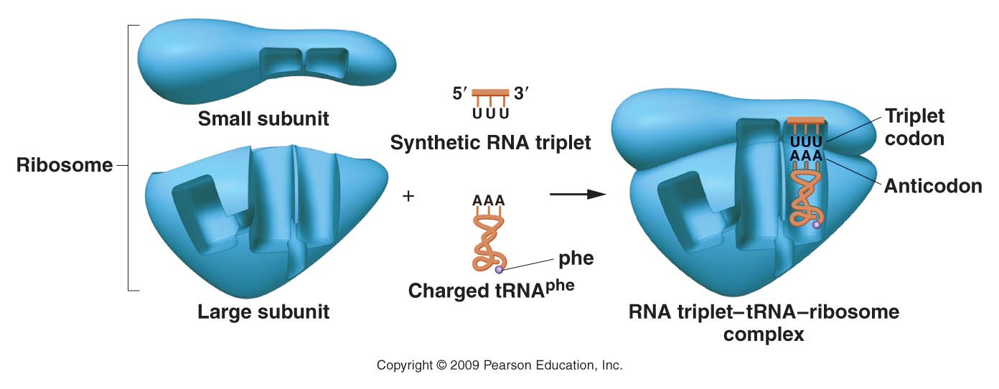 Ribosome
Small subunit
Large subunit
+
5′ 3′
UUU
Synthetic RNA triplet
AAA
phe
Charged tRNAphe
UUU
AAA
Triplet
codon
Anticodon
RNA triplet–tRNA–ribosome
complex
Copyright © 2009 Pearson Education, Inc.